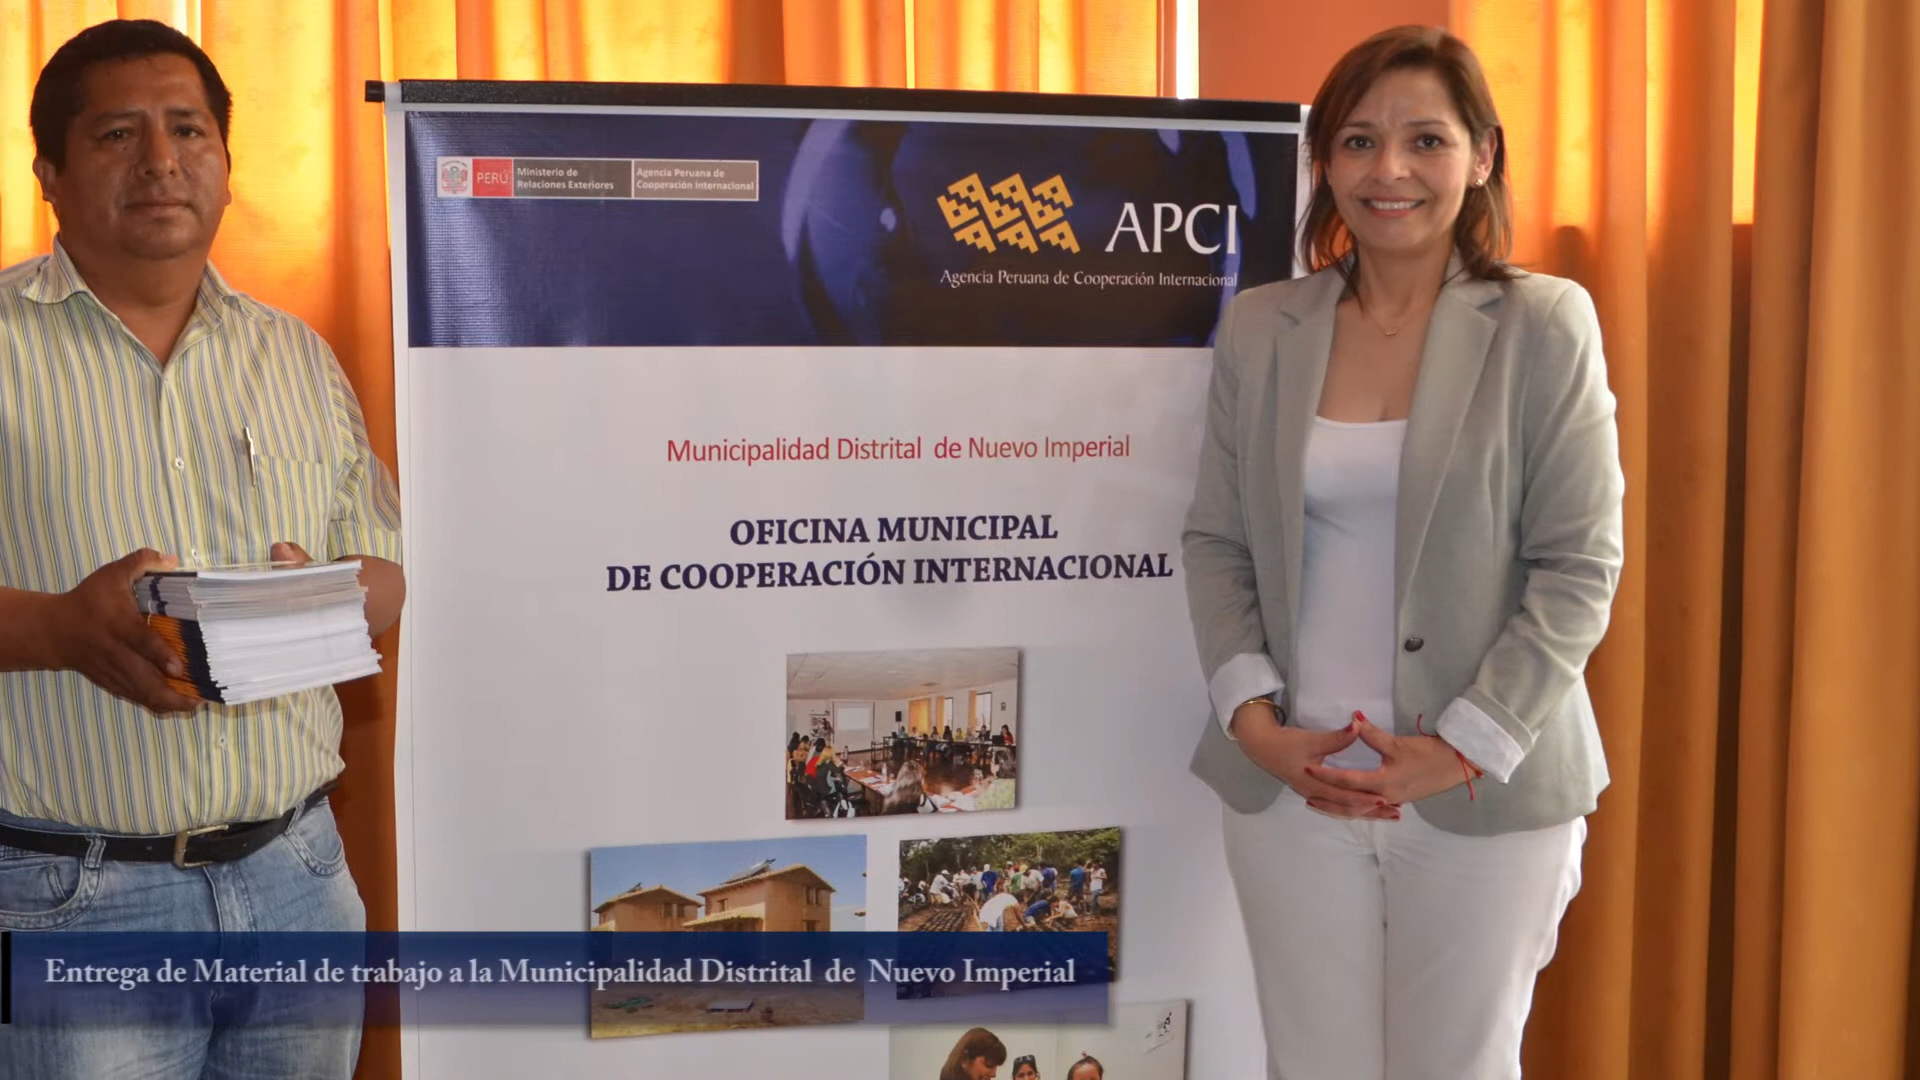 PERÚ
Ministerio de
Relaciones Exteriores
Agencia Peruana de
Cooperación Internacional
APCI
Agencia Peruana de Cooperación Internacional
Municipalidad Distrital de Nuevo Imperial
OFICINA MUNICIPAL
DE COOPERACIÓN INTERNACIONAL
Entrega de Material de trabajo a la Municipalidad Distrital de Nuevo Imperial